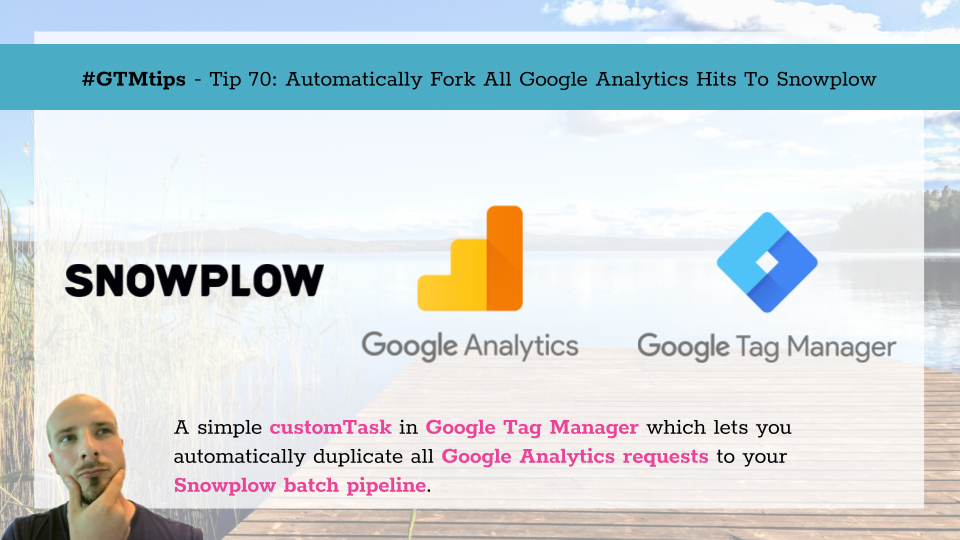 #GTMtips - Tip 70: Automatically Fork All Google Analytics Hits To Snowplow
SNOWPLOW
Google Analytics
Google Tag Manager
A simple customTask in Google Tag Manager which lets you
automatically duplicate all Google Analytics requests to your
Snowplow batch pipeline.